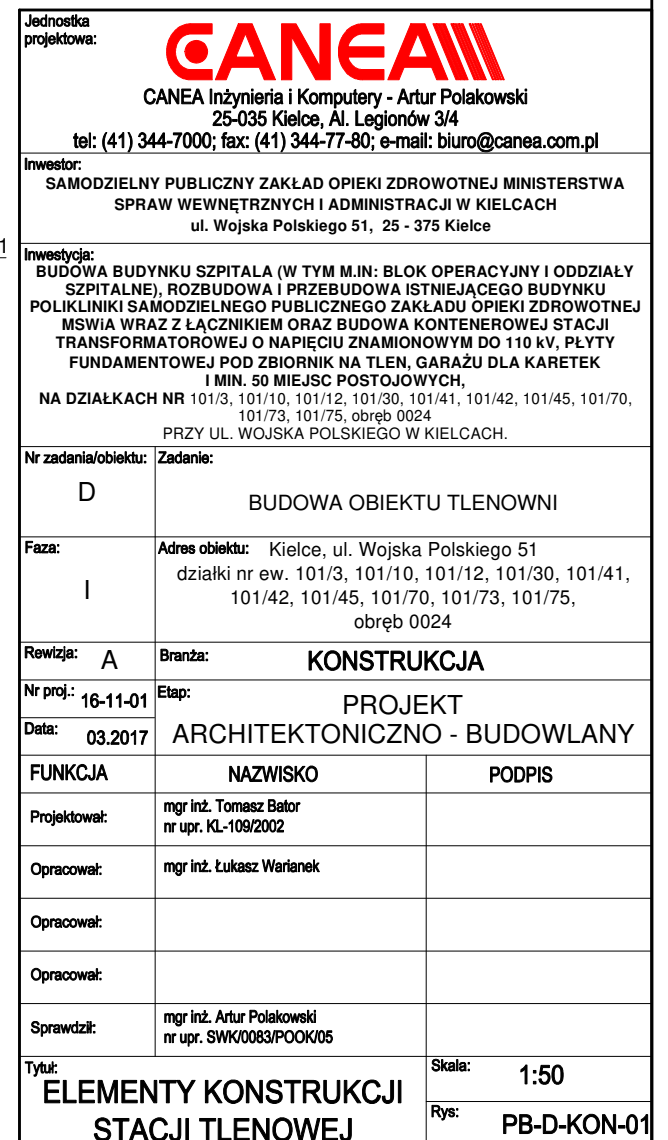 Jednostka
projektowa:
CANEA
CANEA Inżynieria i Komputery - Artur Polakowski
25-035 Kielce, Al. Legionów 3/4
tel: (41) 344-7000; fax: (41) 344-77-80; e-mail: biuro@canea.com.pl
Inwestor:
SAMODZIELNY PUBLICZNY ZAKŁAD OPIEKI ZDROWOTNEJ MINISTERSTWA
SPRAW WEWNĘTRZNYCH I ADMINISTRACJI W KIELCACH
ul. Wojska Polskiego 51, 25 - 375 Kielce
1
Inwestycja:
BUDOWA BUDYNKU SZPITALA (W TYM M.IN: BLOK OPERACYJNY I ODDZIAŁY
SZPITALNE), ROZBUDOWA I PRZEBUDOWA ISTNIEJĄCEGO BUDYNKU
POLIKLINIKI SAMODZIELNEGO PUBLICZNEGO ZAKŁADU OPIEKI ZDROWOTNEJ
MSWiA WRAZ Z ŁĄCZNIKIEM ORAZ BUDOWA KONTENEROWEJ STACJI
TRANSFORMATOROWEJ O NAPIĘCIU ZNAMIONOWYM DO 110 kV, PŁYTY
FUNDAMENTOWEJ POD ZBIORNIK NA TLEN, GARAŻU DLA KARETEK
I MIN. 50 MIEJSC POSTOJOWYCH,
NA DZIAŁKACH NR 101/3, 101/10, 101/12, 101/30, 101/41, 101/42, 101/45, 101/70,
101/73, 101/75, obręb 0024
PRZY UL. WOJSKA POLSKIEGO W KIELCACH.
Nr zadania/obiektu: Zadanie:
D
BUDOWA OBIEKTU TLENOWNI
Faza:
I
Adres obiektu: Kielce, ul. Wojska Polskiego 51
działki nr ew. 101/3, 101/10, 101/12, 101/30, 101/41,
101/42, 101/45, 101/70, 101/73, 101/75,
obręb 0024
Rewizja: A Branża: KONSTRUKCJA
Nr proj.: 16-11-01 Etap: PROJEKT
Data: 03.2017 ARCHITEKTONICZNO - BUDOWLANY
FUNKCJA NAZWISKO PODPIS
Projektował: mgr inż. Tomasz Bator
nr upr. KL-109/2002
Opracował: mgr inż. Łukasz Warianek
Opracował:
Opracował:
Sprawdził: mgr inż. Artur Polakowski
nr upr. SWK/0083/POOK/05
Tytuł:
ELEMENTY KONSTRUKCJI
STACJI TLENOWEJ
Skala: 1:50
Rys: PB-D-KON-01